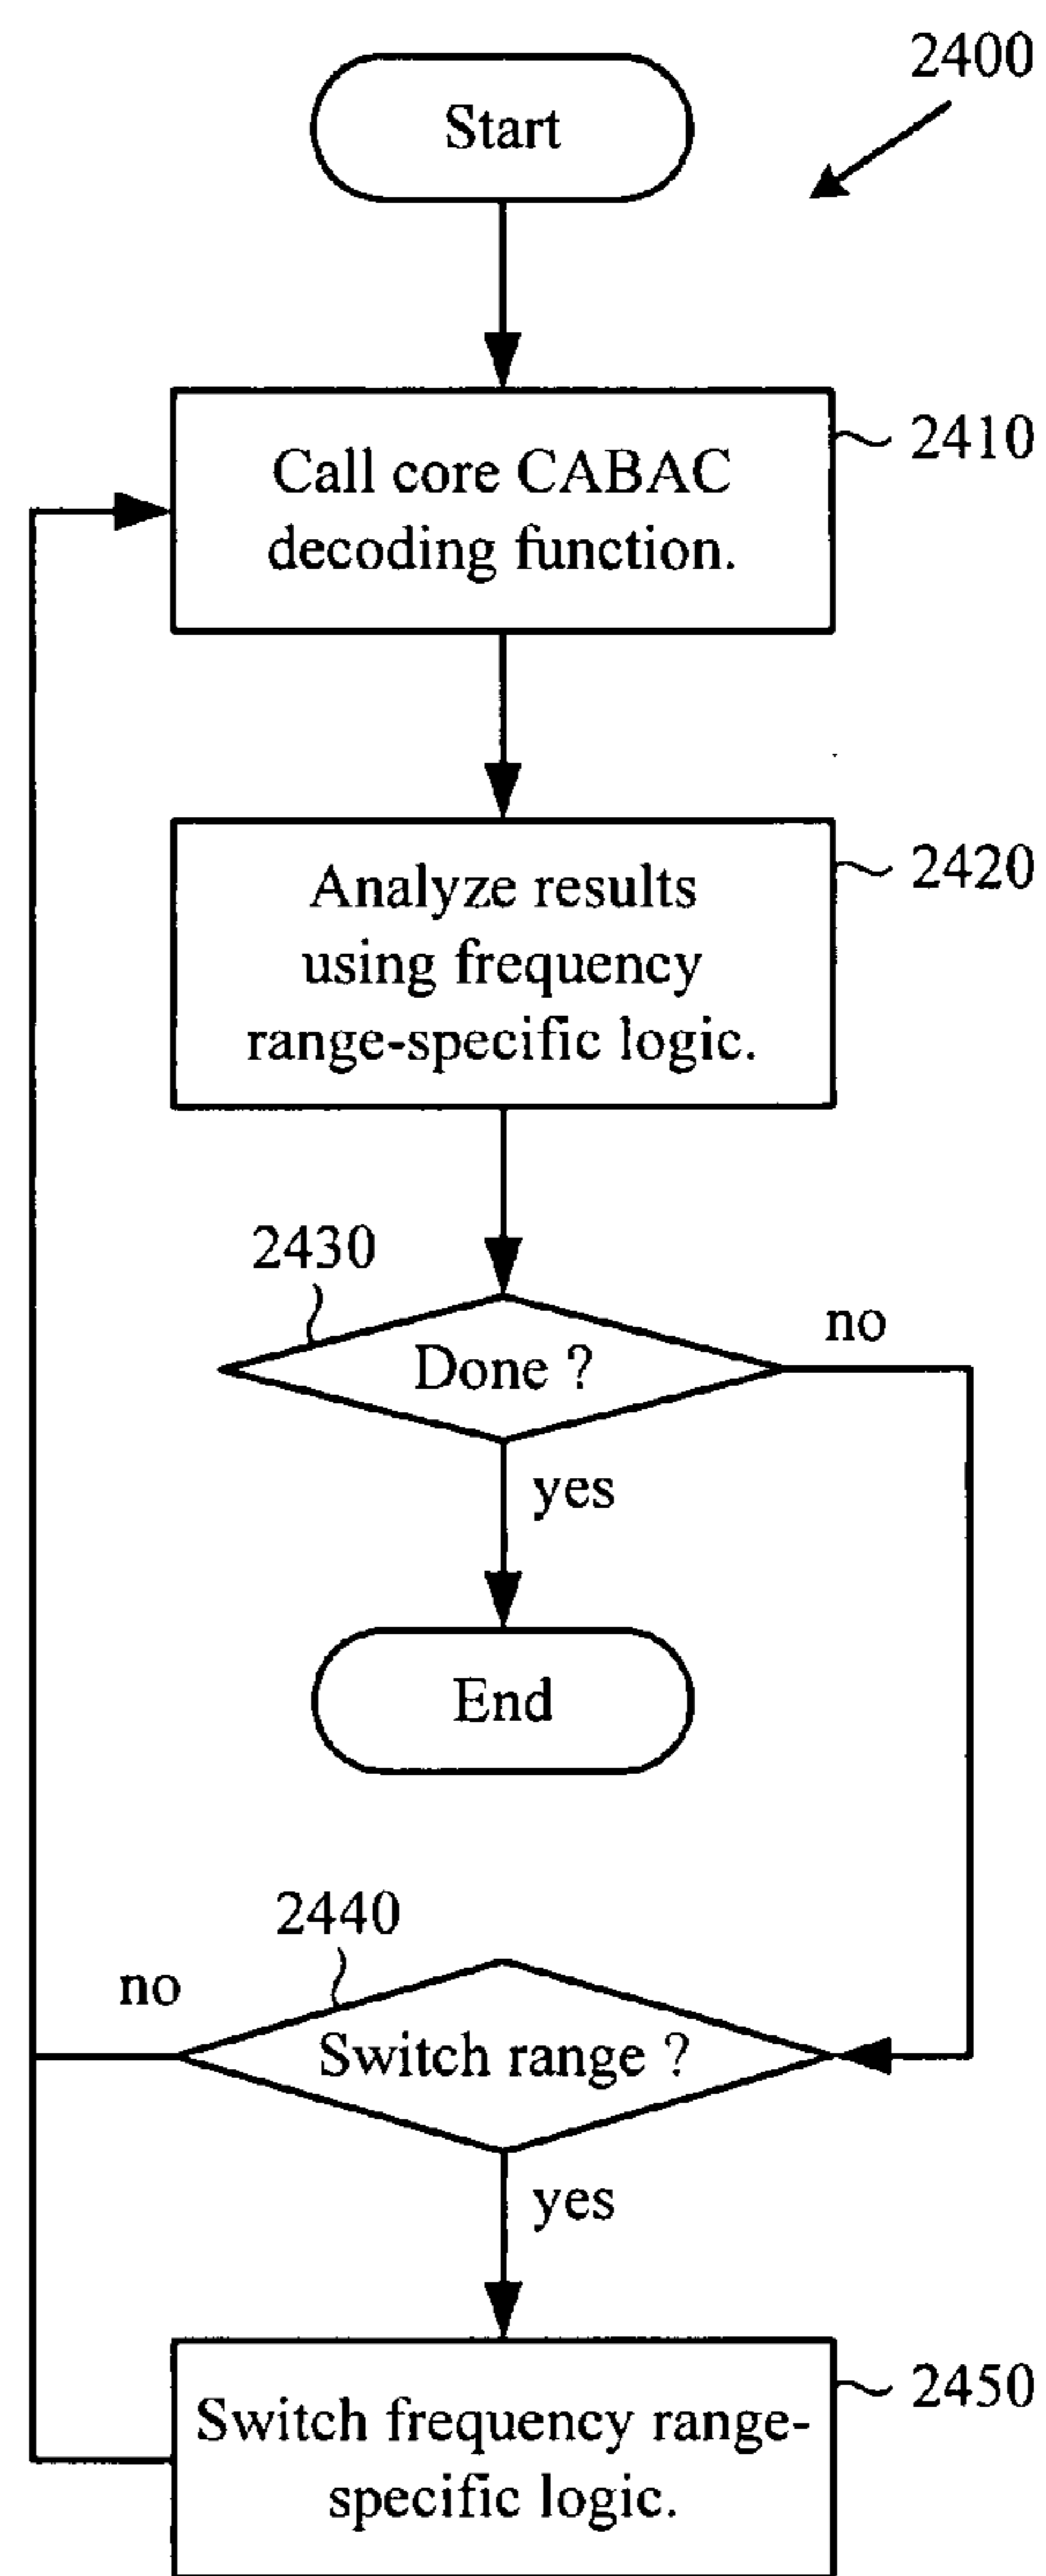 2400
Start
Call core CABAC
decoding function.
2410
Analyze results
using frequency
range-specific logic.
2420
2430
Done ?
no
yes
End
2440
no
Switch range ?
yes
Switch frequency range-
specific logic.
2450